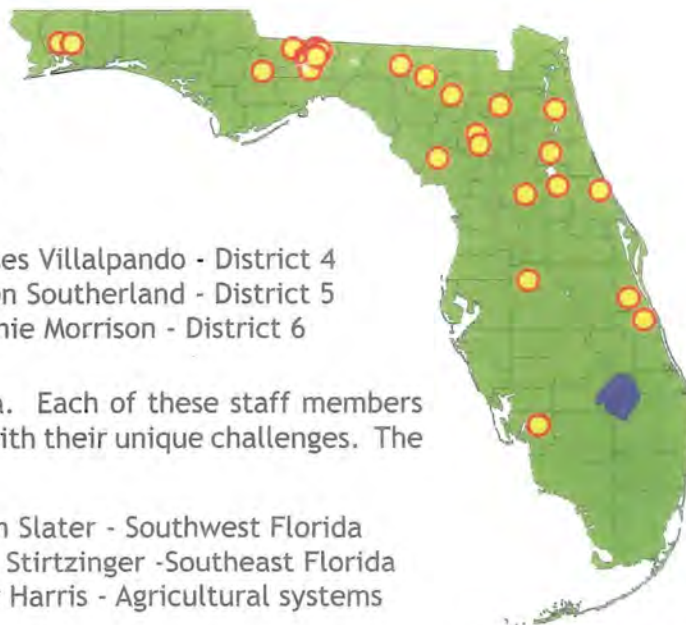 es Villalpando - District 4
on Southerland - District 5
nie Morrison - District 6
a. Each of these staff members
ith their unique challenges. The
n Slater - Southwest Florida
Stirtzinger -Southeast Florida
Harris - Agricultural systems